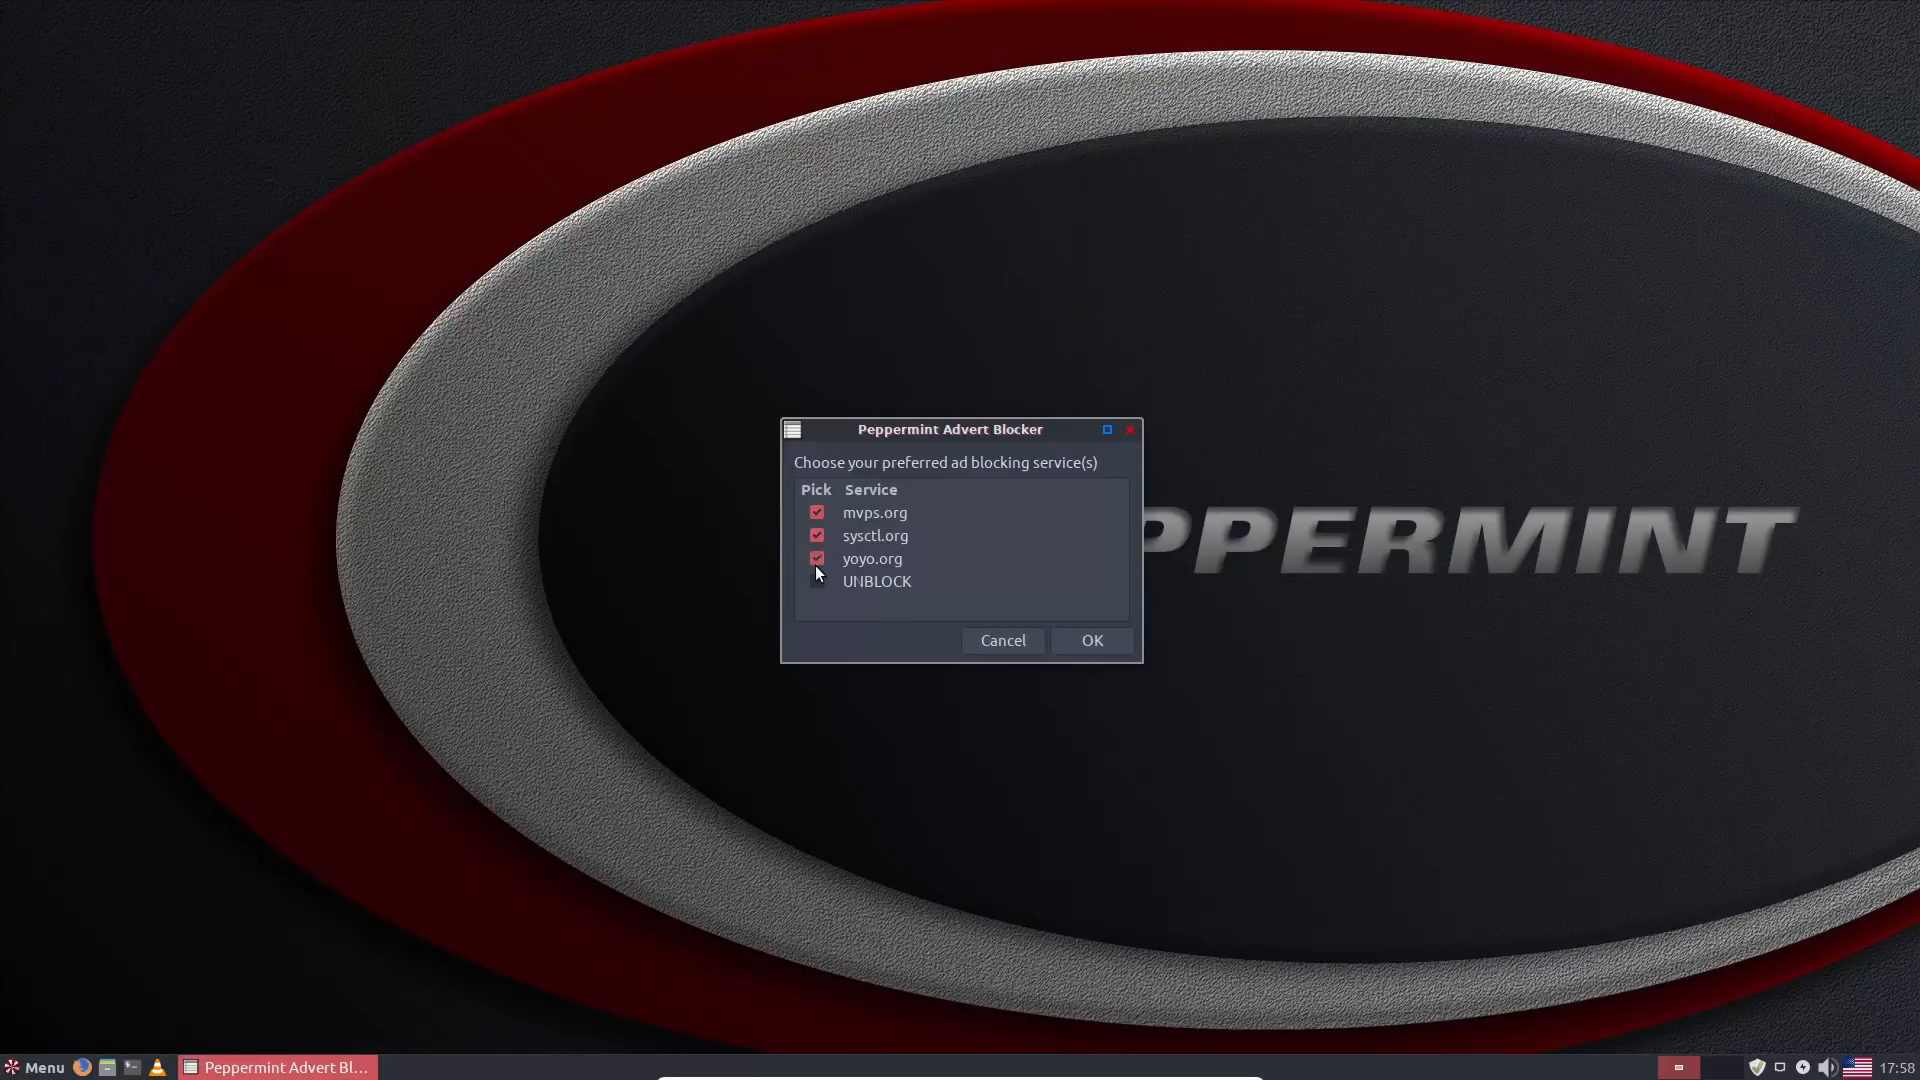 Peppermint Advert Blocker
Choose your preferred ad blocking service(s)
Pick Service
mvps.org
sysctl.org
yoyo.org
UNBLOCK
Cancel OK
PPERMINT
Menu Peppermint Advert Bl... 17:58